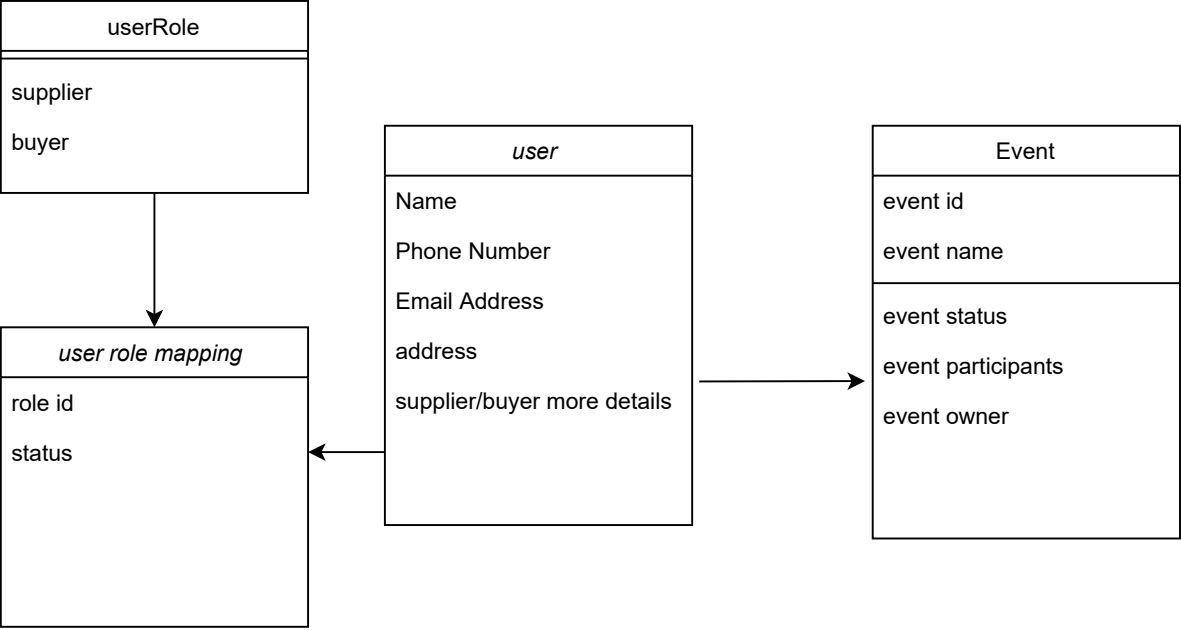 userRole
supplier
buyer
user role mapping
role id
status
user
Name
Phone Number
Email Address
address
supplier/buyer more details
Event
event id
event name
event status
event participants
event owner